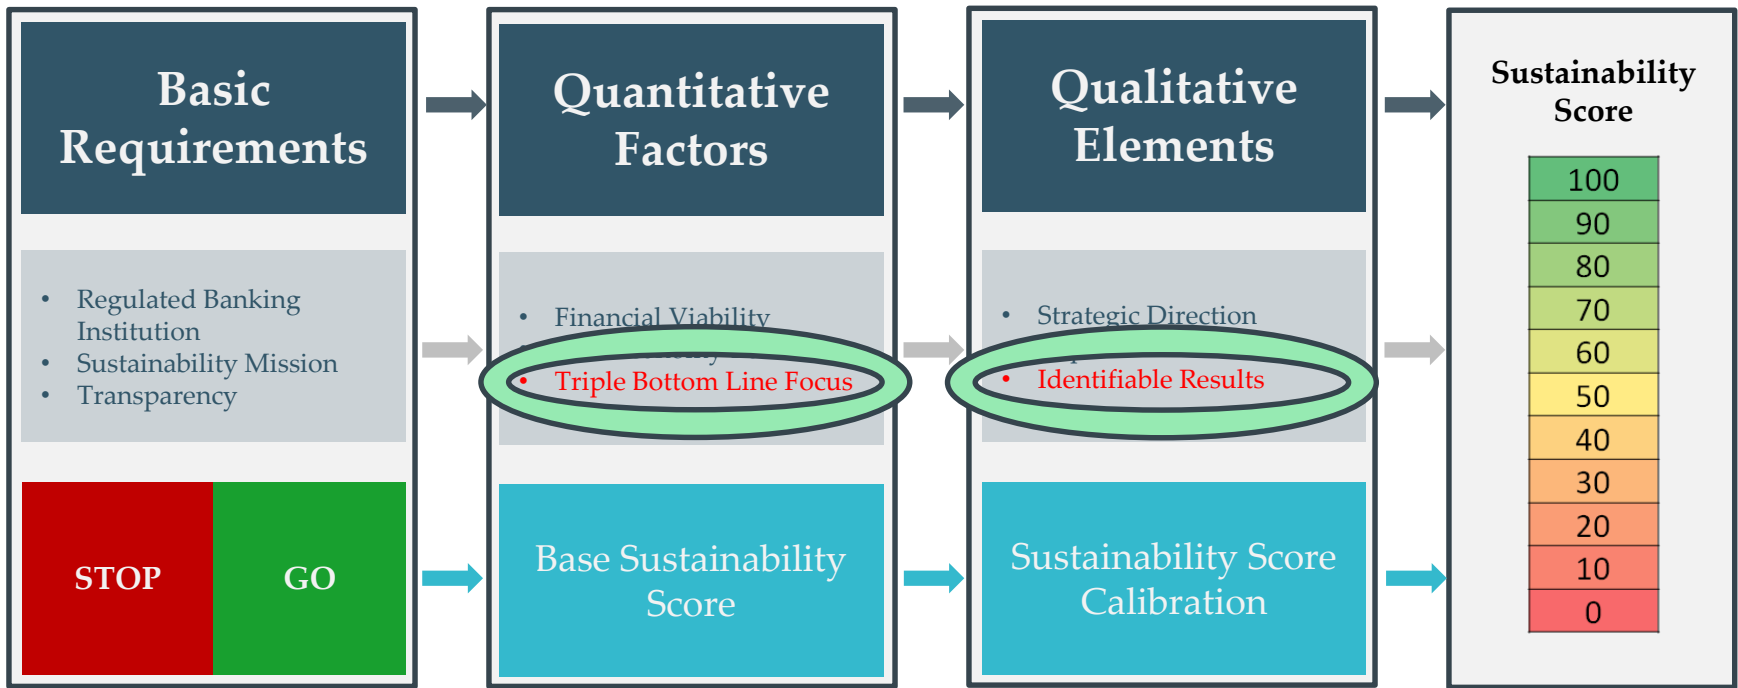 Basic
Requirements
• Regulated Banking
Institution
• Sustainability Mission
• Transparency
STOP
GO
Quantitative
Factors
• Financial Viability
• Triple Bottom Line Focus
Base Sustainability
Score
Qualitative
Elements
• Strategic Direction
• Identifiable Results
Sustainability Score
Calibration
Sustainability
Score
100
90
80
70
60
50
40
30
20
10
0